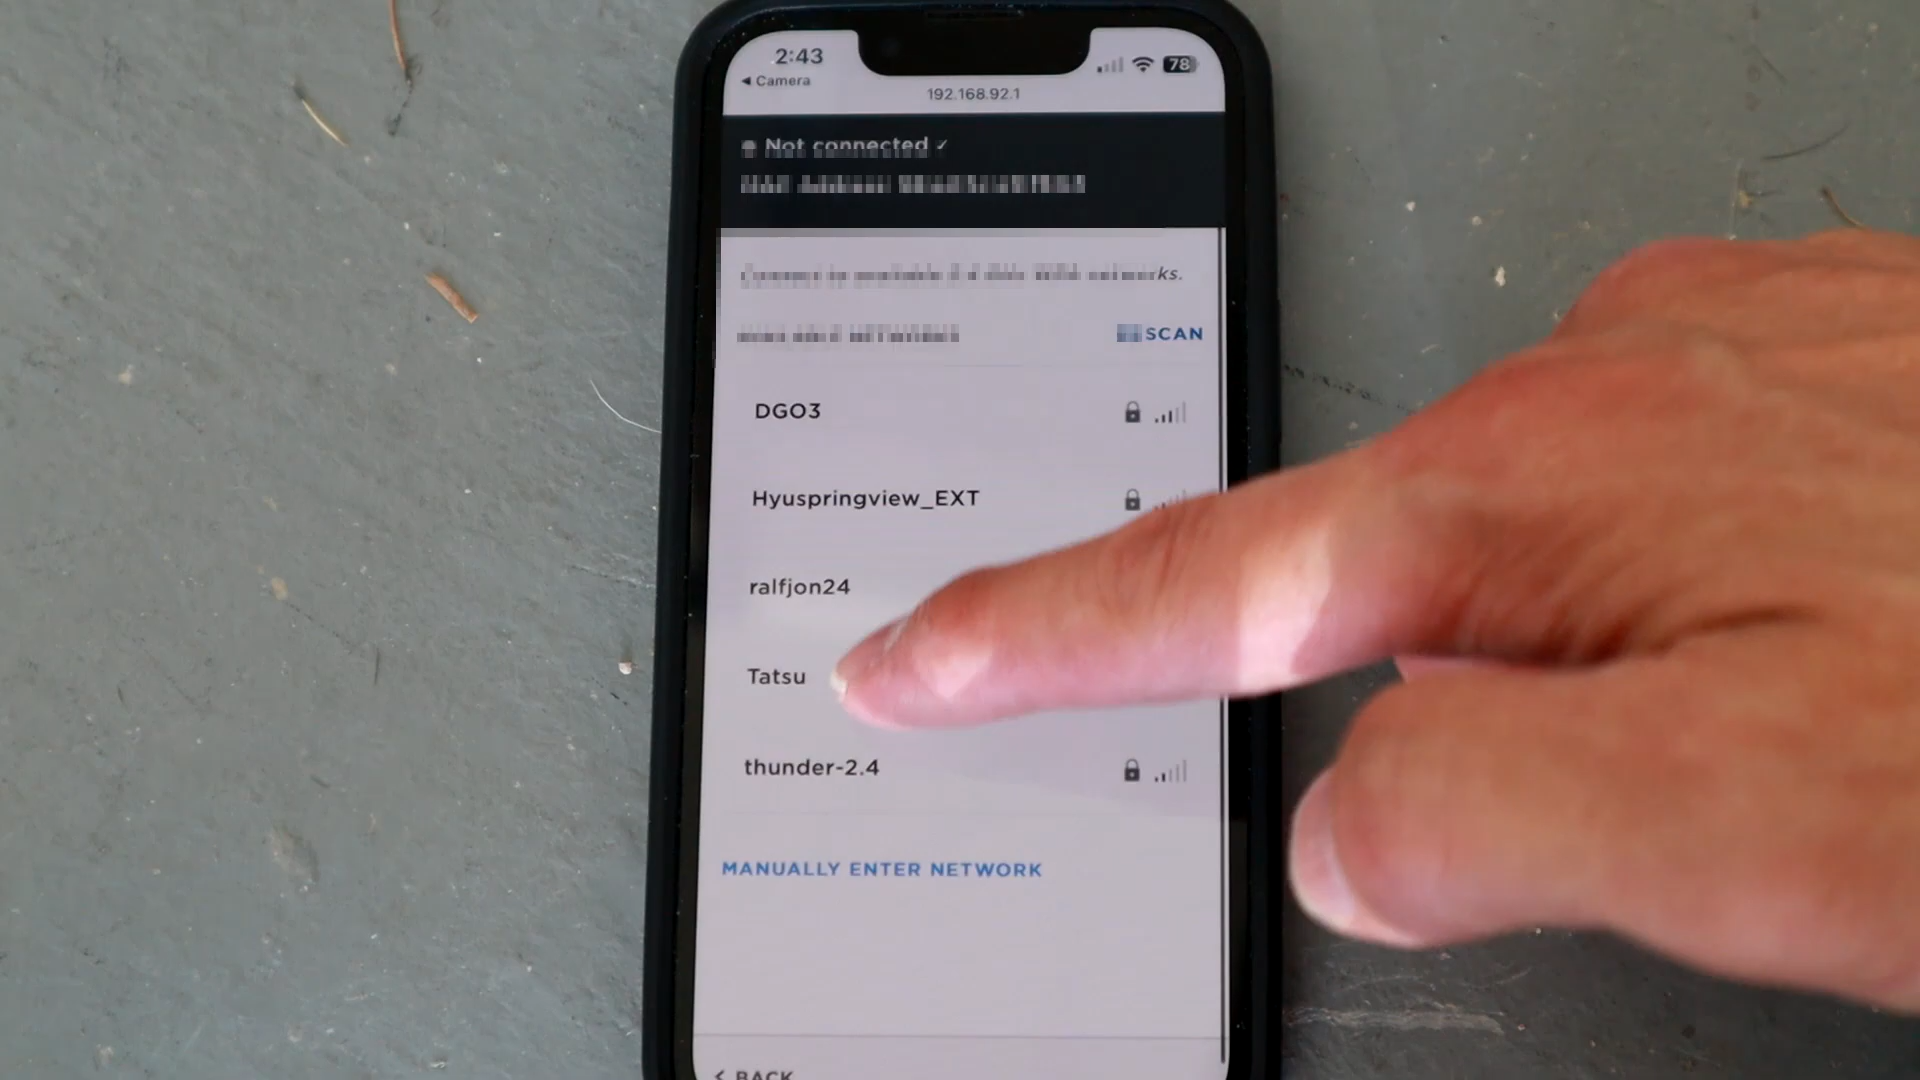 2:43
78
◀ Camera
192.168.92.1
Not connected ✓
SCAN
DGO3
Hyuspringview_EXT
ralfjon24
Tatsu
thunder-2.4
MANUALLY ENTER NETWORK
< BACK